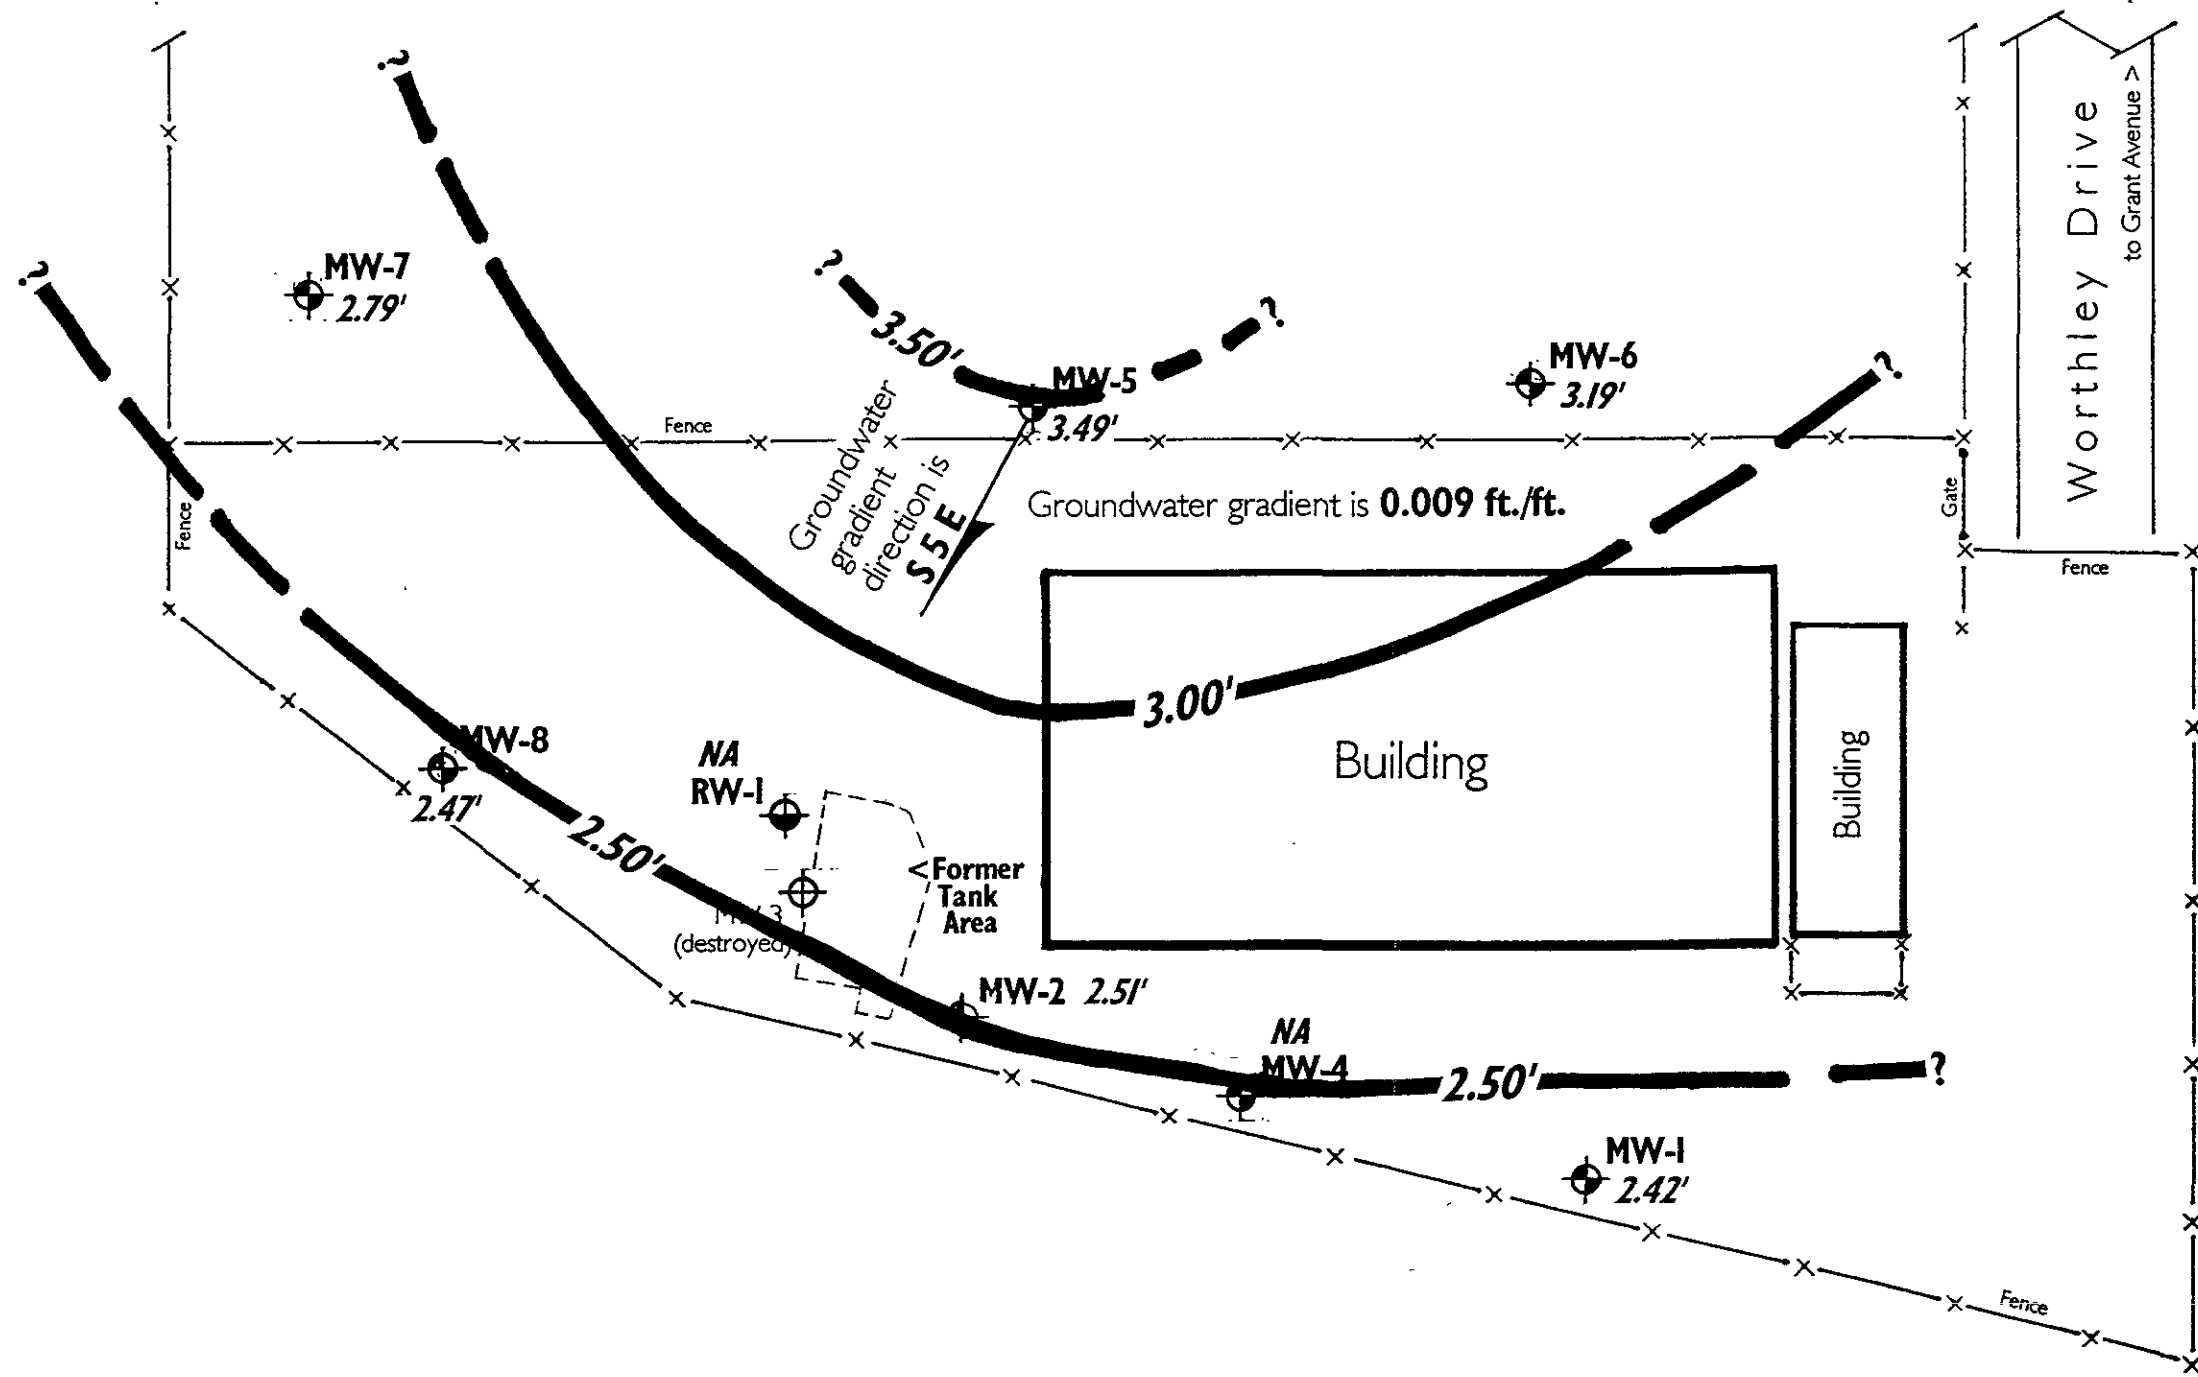 ?
Worthley Drive
to Grant Avenue >
?
MW-7
2.79'
?
3.50'
?
MW-5
3.49'
MW-6
3.19'
?
Fence
Fence
Groundwater
gradient
direction is
S 5 E
Groundwater gradient is 0.009 ft./ft.
Gate
Fence
3.00'
Building
Building
MW-8
2.47'
NA
RW-1
2.50'
< Former
Tank
Area
MW-3
(destroyed)
MW-2 2.51'
NA
MW-4
2.50'
?
MW-1
2.42'
Fence